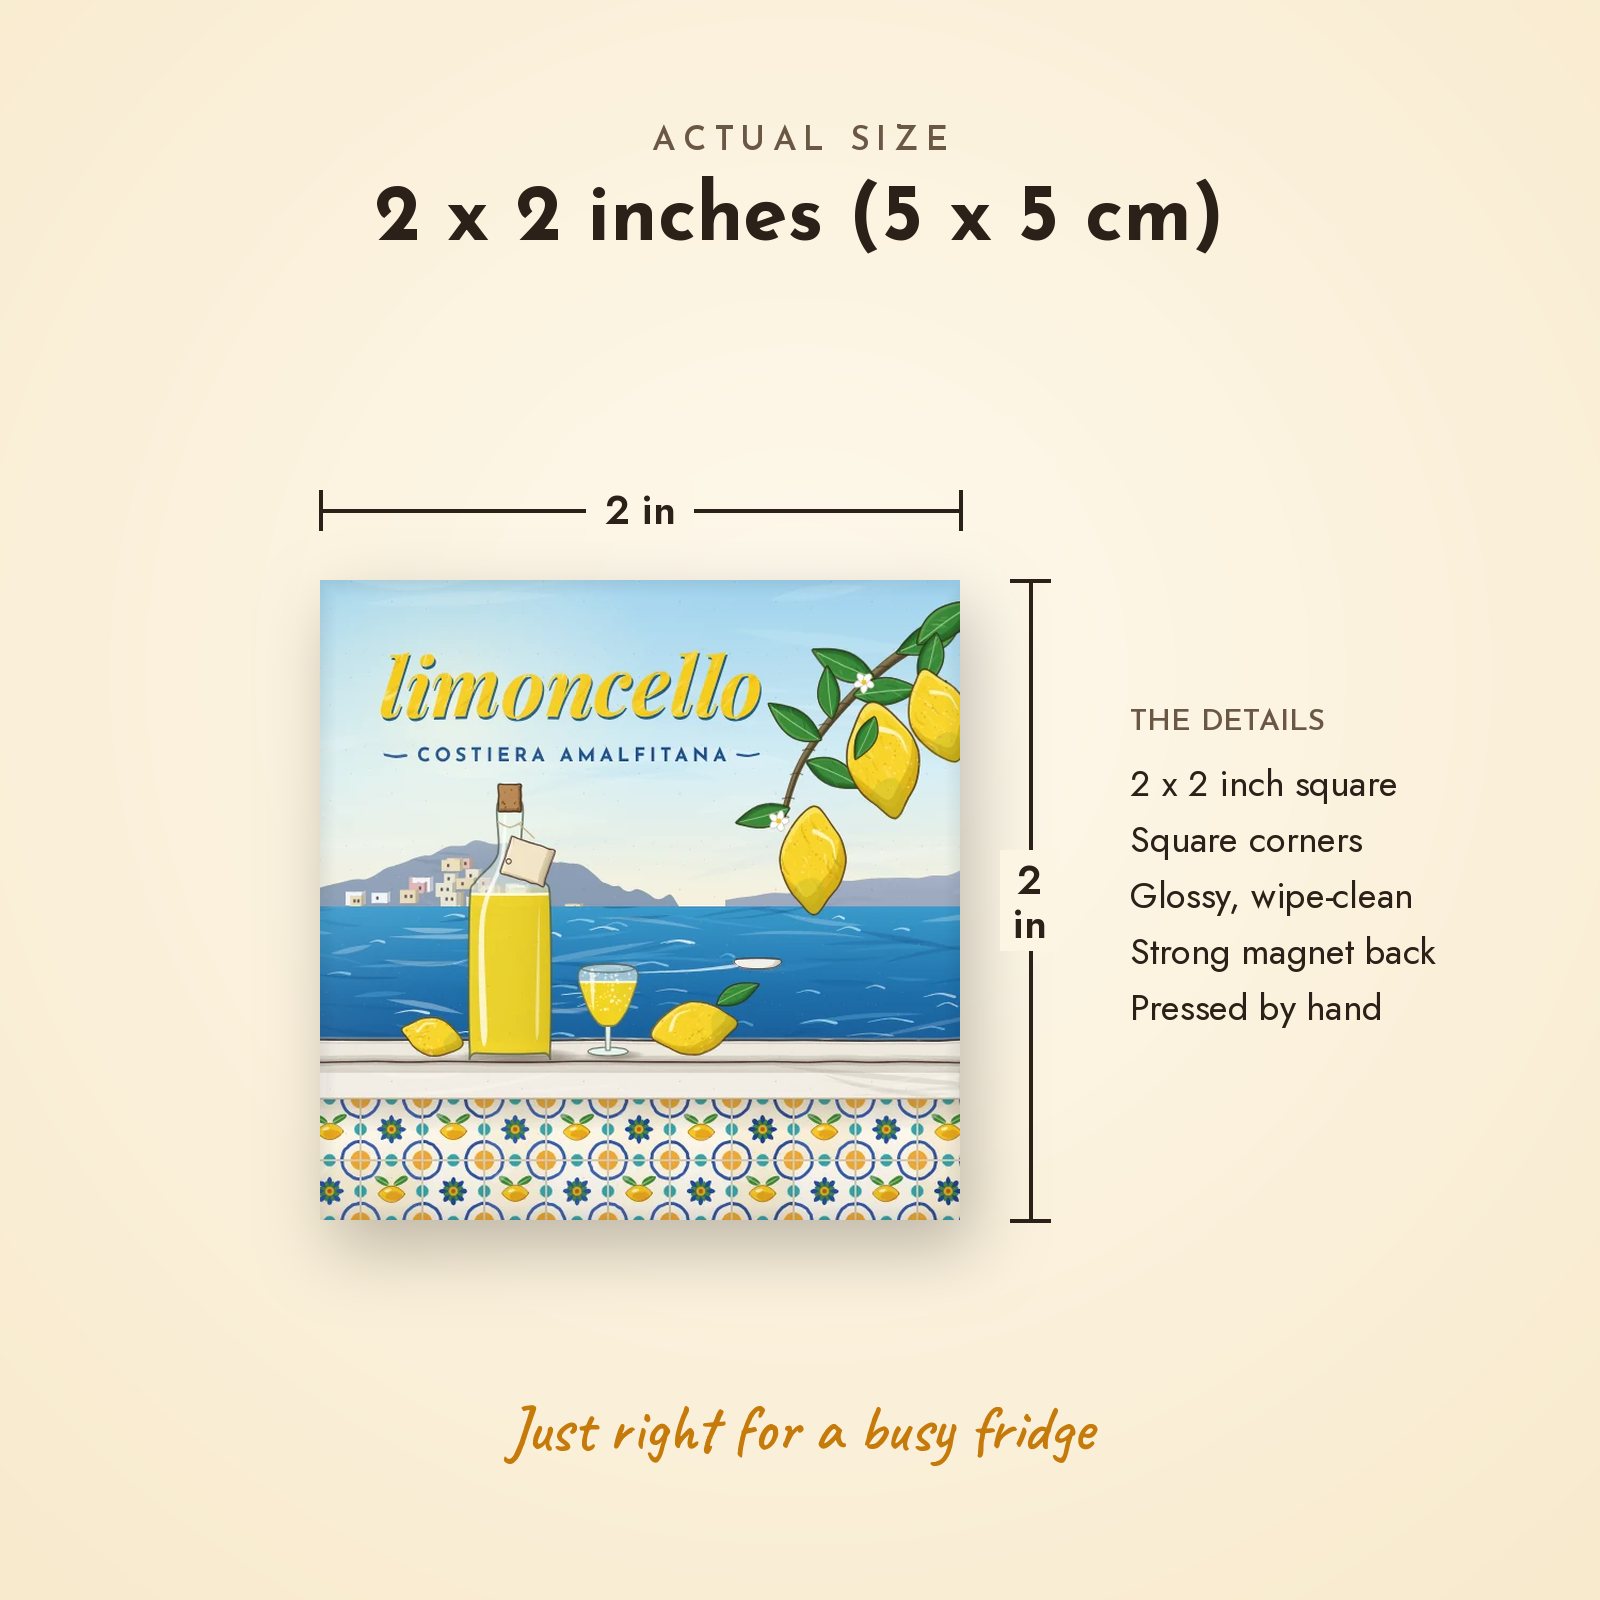 ACTUAL SIZE
2 x 2 inches (5 x 5 cm)
2 in
limoncello
COSTIERA AMALFITANA
2
in
THE DETAILS
2 x 2 inch square
Square corners
Glossy, wipe-clean
Strong magnet back
Pressed by hand
Just right for a busy fridge